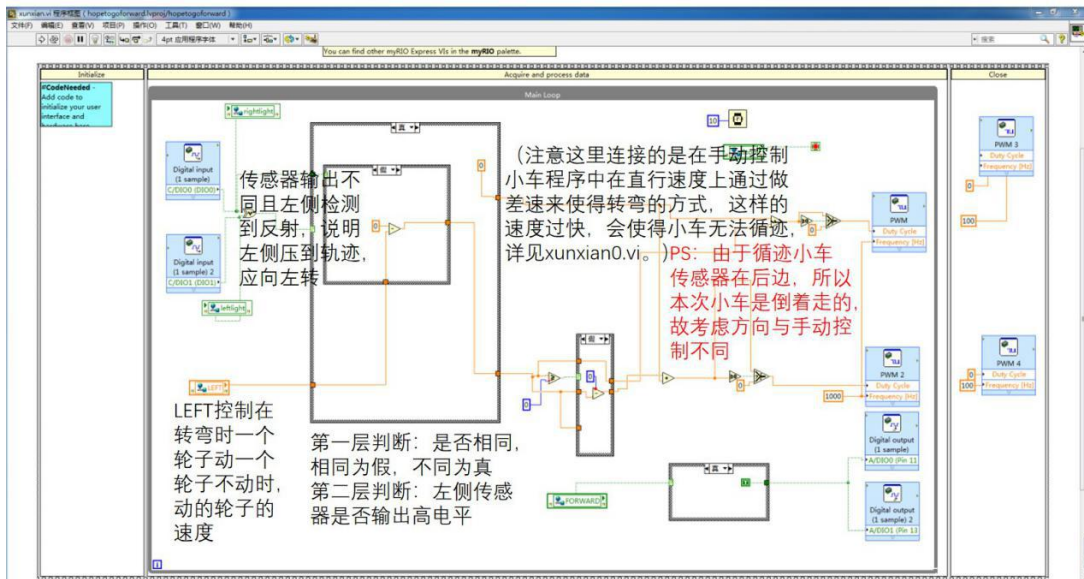 xunxian.vi 程序框图 ( hopetogoforward.lvproj/hopetogoforward )
文件(F) 编辑(E) 查看(V) 项目(P) 操作(O) 工具(T) 窗口(W) 帮助(H)
4pt 应用程序字体
搜索
You can find other myRIO Express VIs in the myRIO palette.
Initialize
Acquire and process data
Close
#CodeNeeded -
Add code to
initialize your user
interface and
Main Loop
rightlight
真
10
Digital input
(1 sample)
C/DIO0 (DIO0)
传感器输出不
同且左侧检测
到反射，说明
左侧压到轨迹，
应向左转
假
0
0
（注意这里连接的是在手动控制
小车程序中在直行速度上通过做
差速来使得转弯的方式，这样的
速度过快，会使得小车无法循迹，
详见xunxian0.vi。）
PS：由于循迹小车
传感器在后边，所以
本次小车是倒着走的，
故考虑方向与手动控
制不同
Digital input
(1 sample) 2
C/DIO1 (DIO1)
leftlight
PWM
Duty Cycle
Frequency [Hz]
0
PWM 3
Duty Cycle
Frequency [Hz]
0
100
假
0
0
0
LEFT
PWM 2
Duty Cycle
Frequency [Hz]
1000
PWM 4
Duty Cycle
Frequency [Hz]
0
100
LEFT控制在
转弯时一个
轮子动一个
轮子不动时，
动的轮子的
速度
第一层判断：是否相同，
相同为假，不同为真
第二层判断：左侧传感
器是否输出高电平
FORWARD
真
Digital output
(1 sample)
A/DIO0 (Pin 11
Digital output
(1 sample) 2
A/DIO1 (Pin 13
i